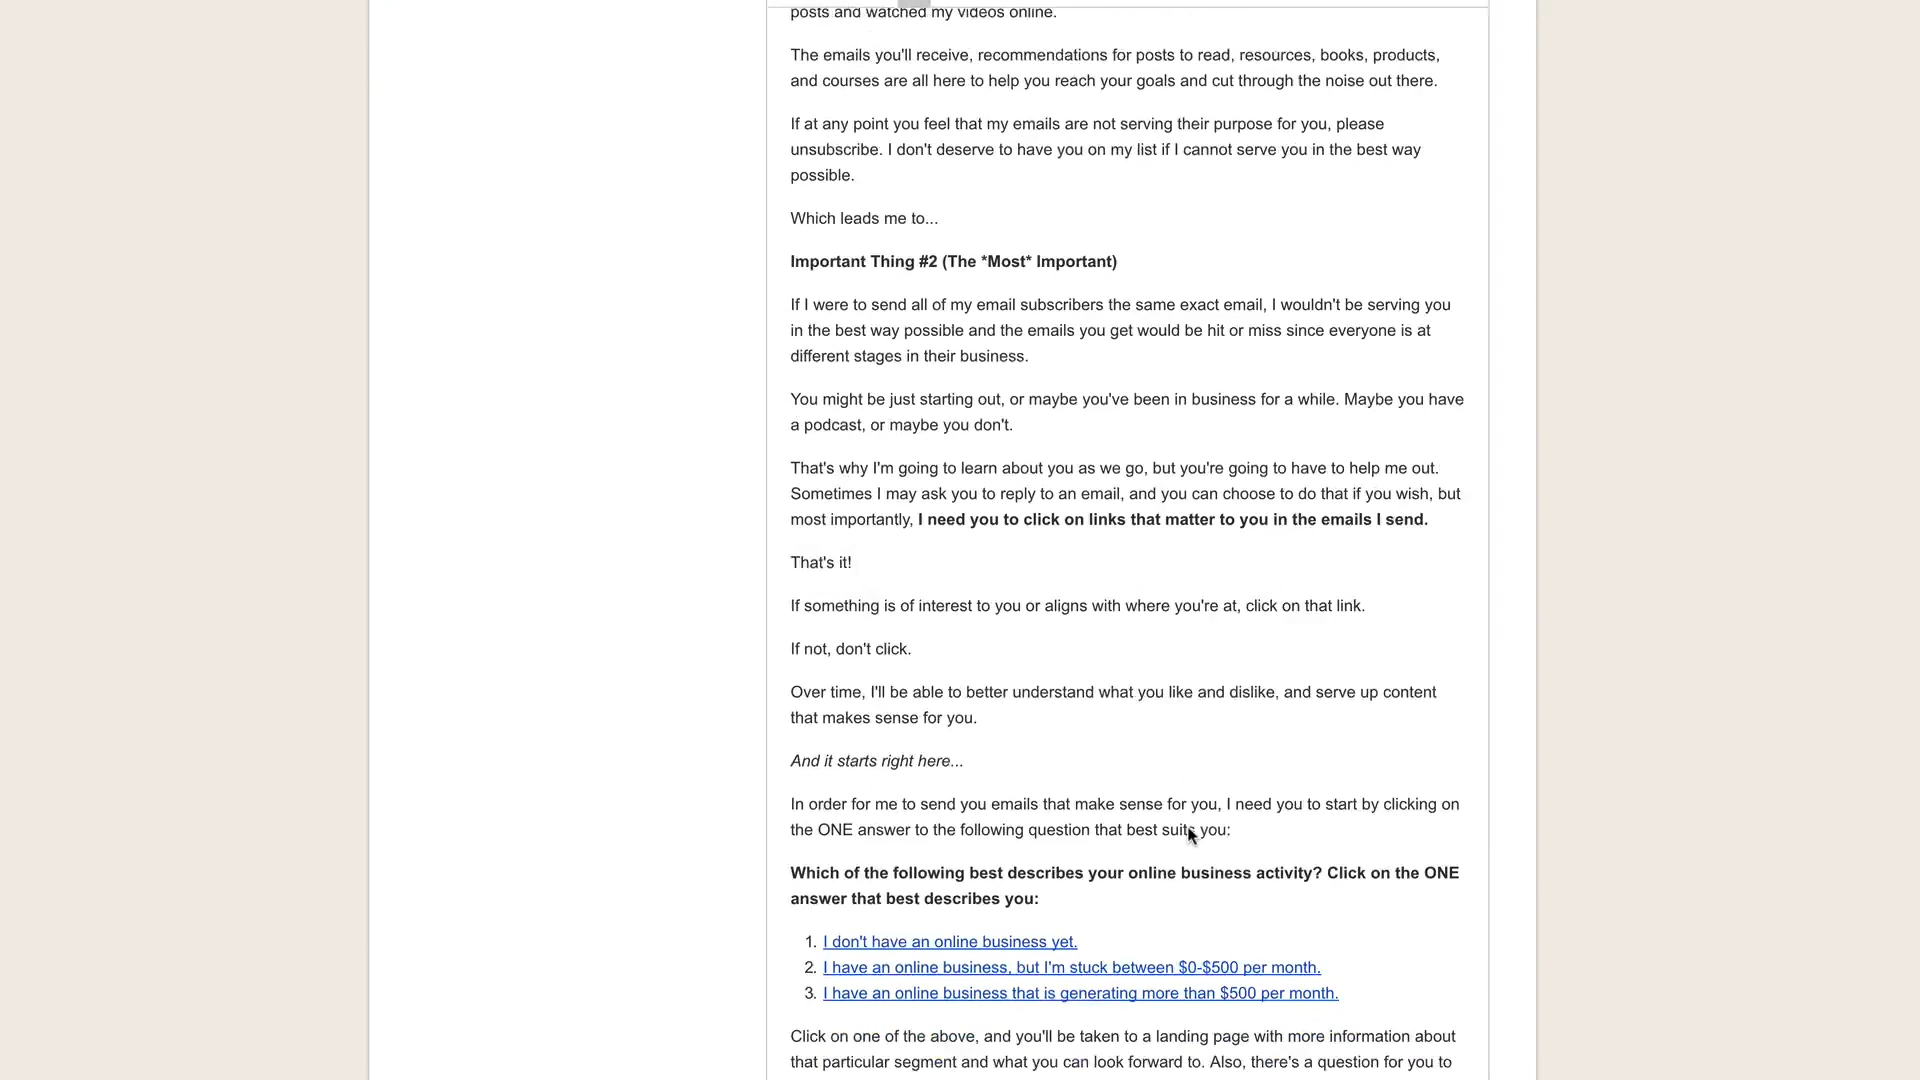 posts and watched my videos online.
The emails you'll receive, recommendations for posts to read, resources, books, products,
and courses are all here to help you reach your goals and cut through the noise out there.
If at any point you feel that my emails are not serving their purpose for you, please
unsubscribe. I don't deserve to have you on my list if I cannot serve you in the best way
possible.
Which leads me to...
Important Thing #2 (The *Most* Important)
If I were to send all of my email subscribers the same exact email, I wouldn't be serving you
in the best way possible and the emails you get would be hit or miss since everyone is at
different stages in their business.
You might be just starting out, or maybe you've been in business for a while. Maybe you have
a podcast, or maybe you don't.
That's why I'm going to learn about you as we go, but you're going to have to help me out.
Sometimes I may ask you to reply to an email, and you can choose to do that if you wish, but
most importantly, I need you to click on links that matter to you in the emails I send.
That's it!
If something is of interest to you or aligns with where you're at, click on that link.
If not, don't click.
Over time, I'll be able to better understand what you like and dislike, and serve up content
that makes sense for you.
And it starts right here...
In order for me to send you emails that make sense for you, I need you to start by clicking on
the ONE answer to the following question that best suits you:
Which of the following best describes your online business activity? Click on the ONE
answer that best describes you:
1. I don't have an online business yet.
2. I have an online business, but I'm stuck between $0-$500 per month.
3. I have an online business that is generating more than $500 per month.
Click on one of the above, and you'll be taken to a landing page with more information about
that particular segment and what you can look forward to. Also, there's a question for you to